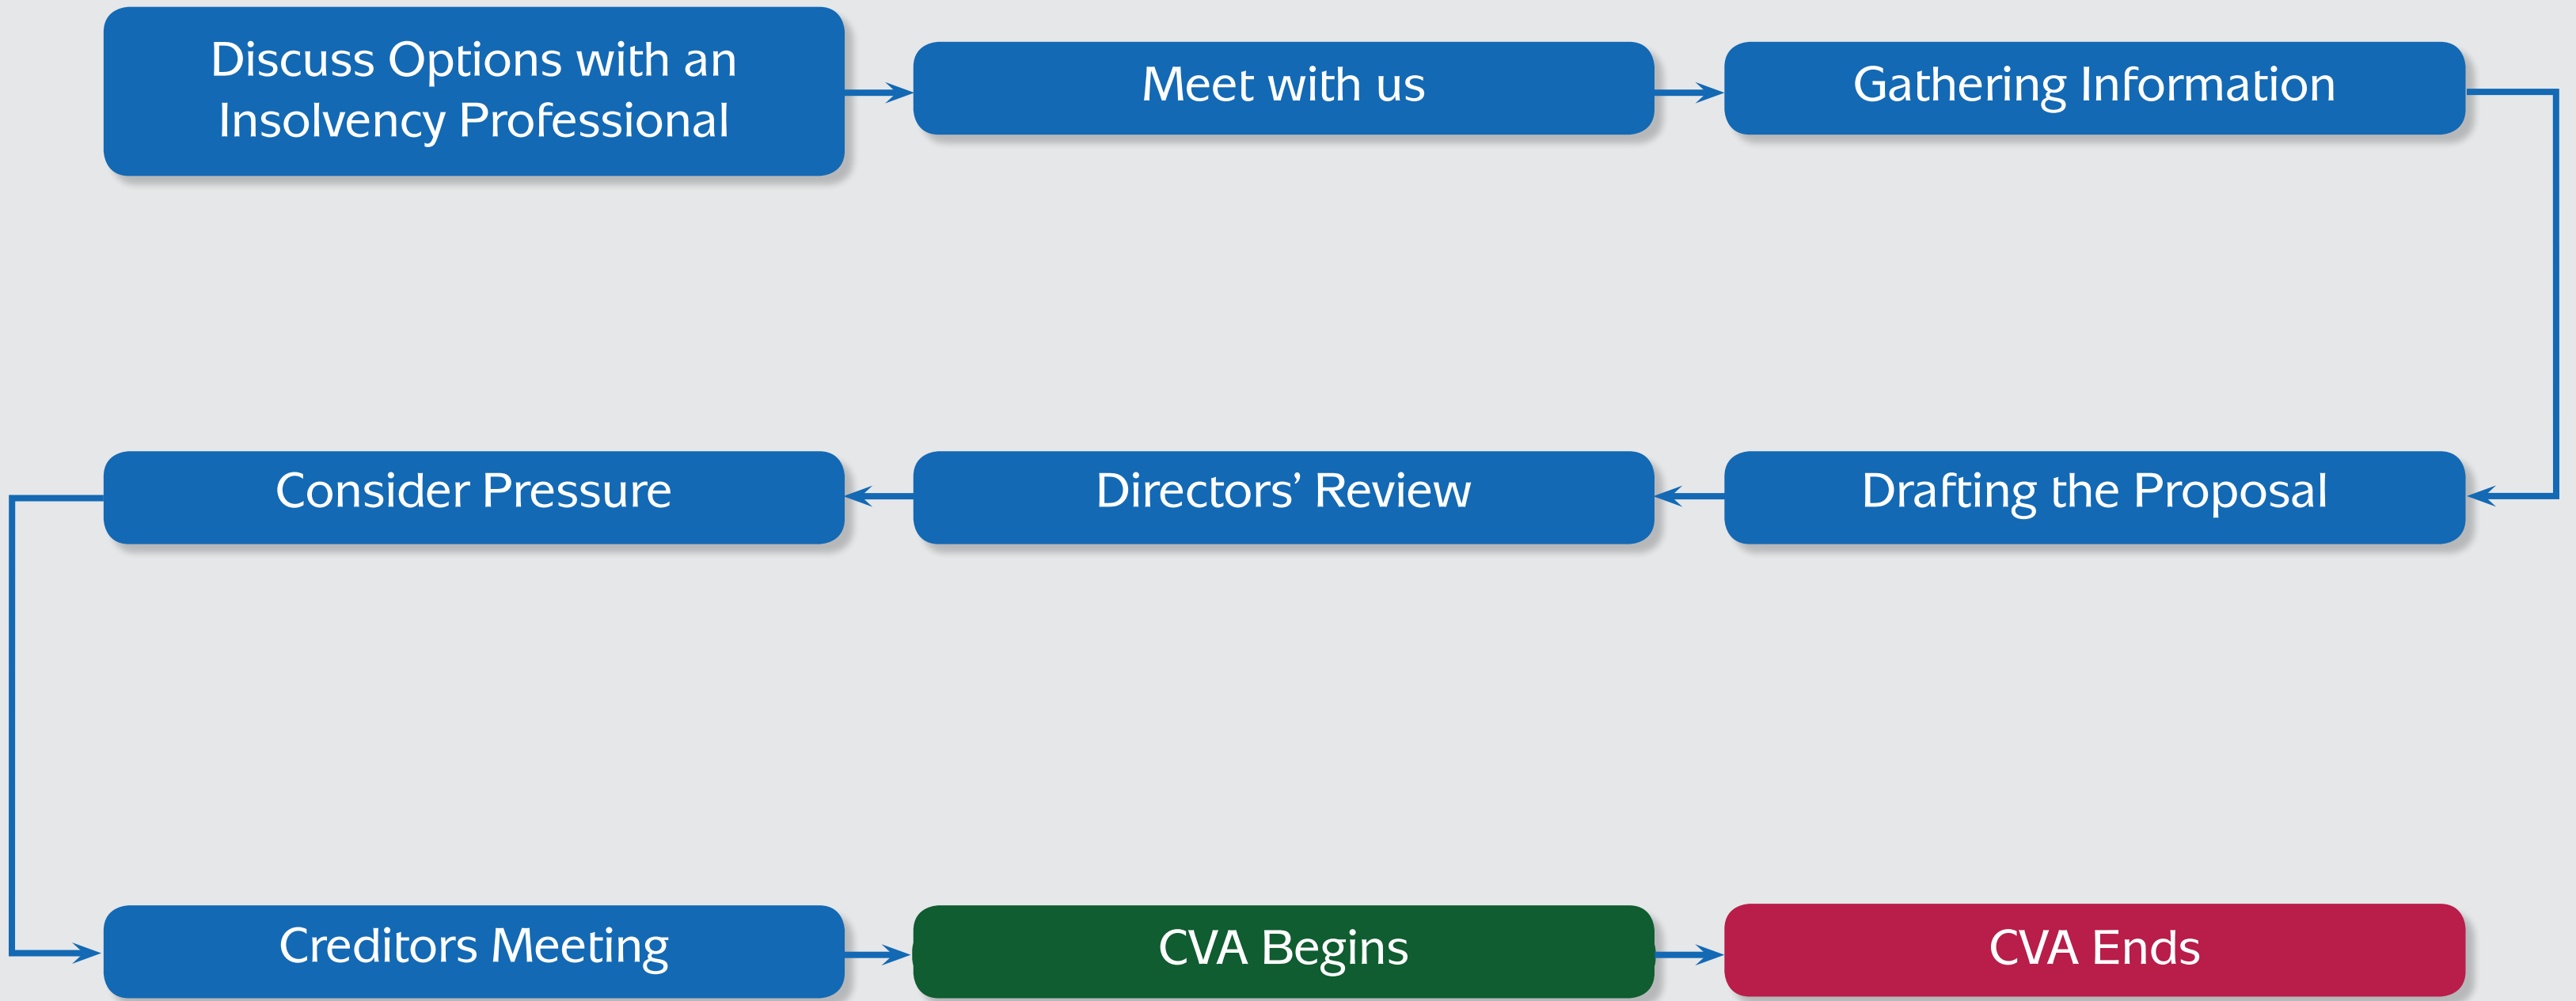 Discuss Options with an
Insolvency Professional
Meet with us
Gathering Information
Drafting the Proposal
Directors’ Review
Consider Pressure
Creditors Meeting
CVA Begins
CVA Ends